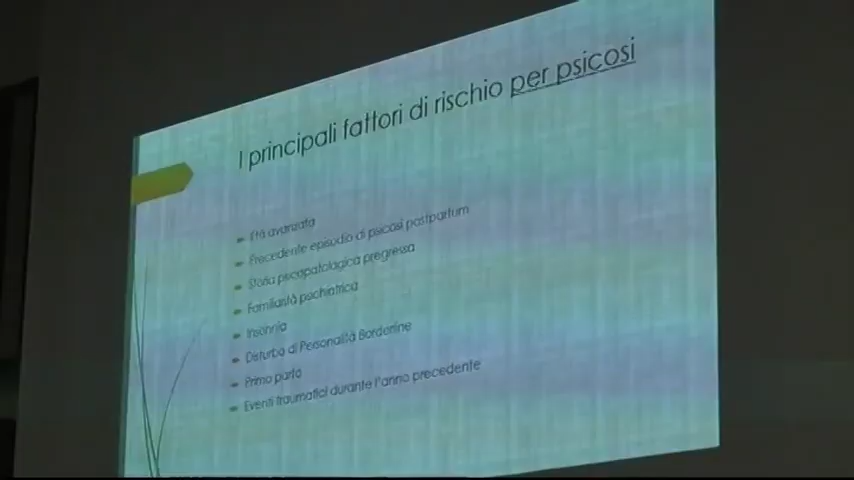 I principali fattori di rischio per psicosi
Età avanzata
Precedente episodio di psicosi postpartum
Storia psicopatologica pregressa
Familiarità psichiatrica
Insonnia
Disturbo di Personalità Borderline
Primo parto
Eventi traumatici durante l'anno precedente